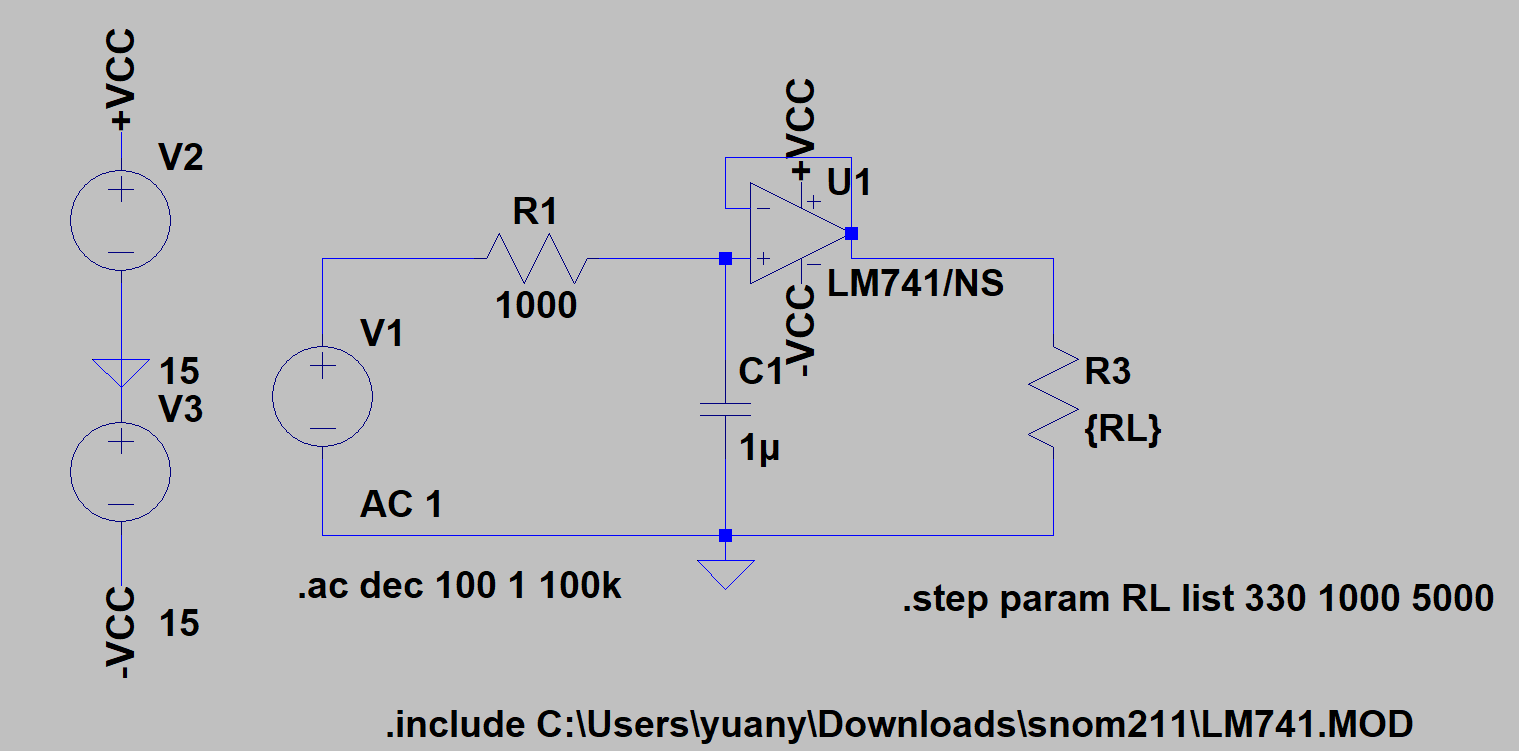 +VCC
V2
15
V3
-VCC
15
V1
AC 1
R1
1000
+VCC
U1
LM741/NS
-VCC
C1
1µ
R3
{RL}
.ac dec 100 1 100k
.step param RL list 330 1000 5000
.include C:\Users\yuany\Downloads\snom211\LM741.MOD